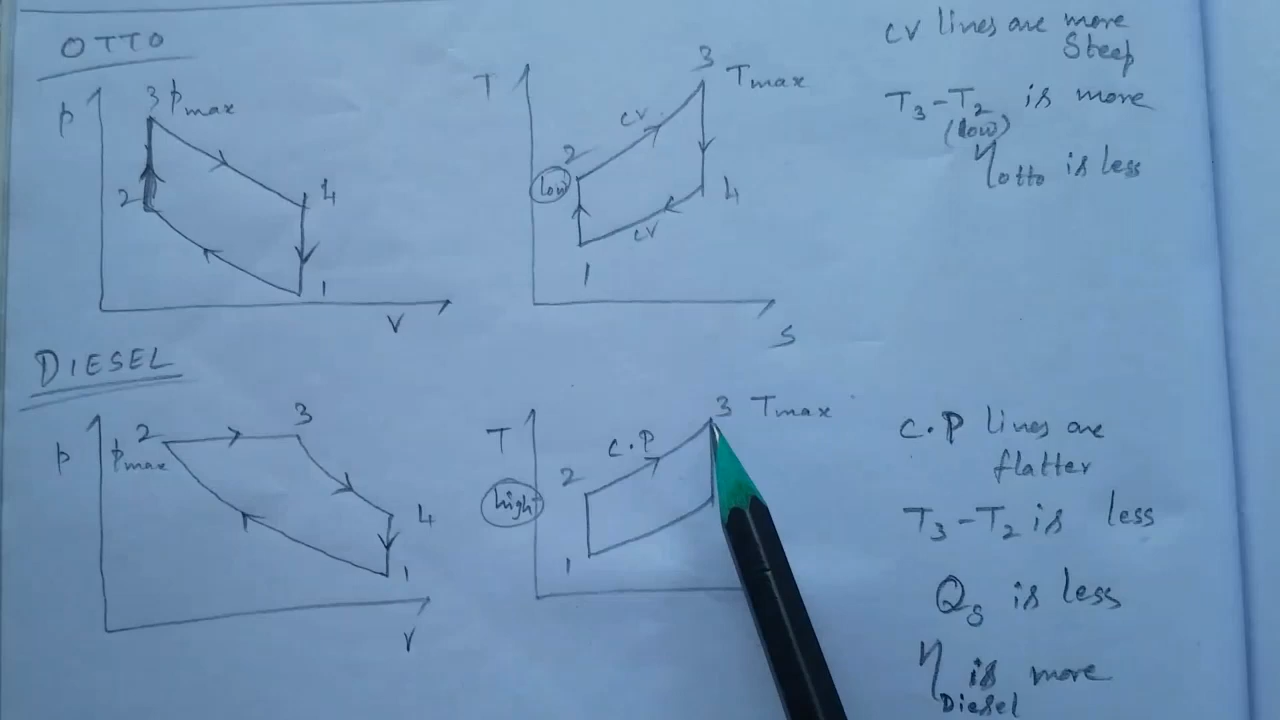 OTTO
p
3 pmax
2
4
1
V
T
3 Tmax
cv
2
low
4
cv
1
S
cv lines are more
Steep
T3-T2 is more
(low)
ηotto is less
DIESEL
p
2
3
pmax
4
1
V
T
3 Tmax
C.P
2
high
1
C.P lines are
flatter
T3-T2 is less
Qs is less
η is more
Diesel